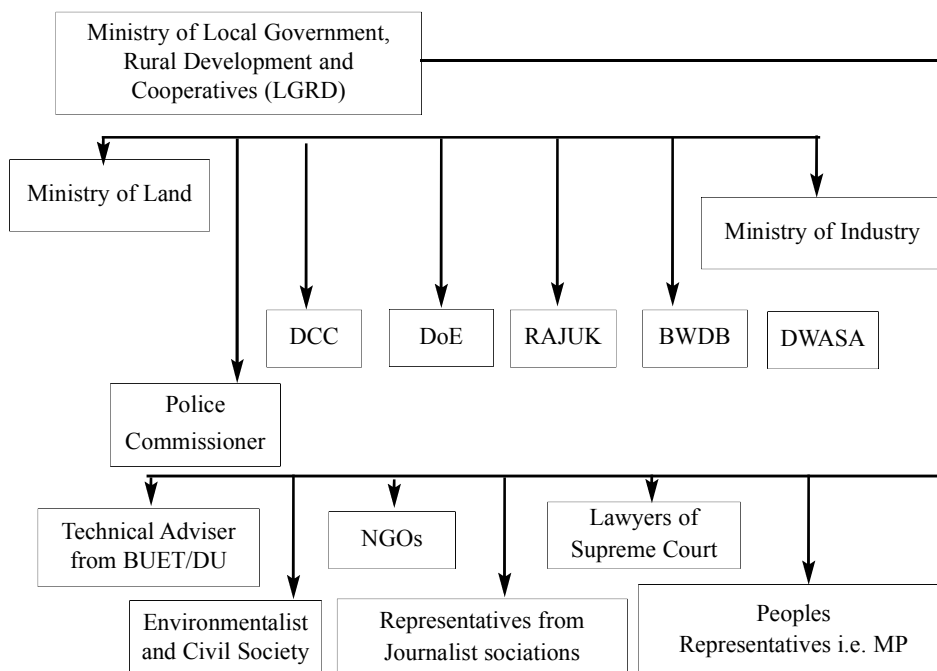 Ministry of Local Government,
Rural Development and
Cooperatives (LGRD)
Ministry of Land
Ministry of Industry
DCC
DoE
RAJUK
BWDB
DWASA
Police
Commissioner
Technical Adviser
from BUET/DU
NGOs
Lawyers of
Supreme Court
Environmentalist
and Civil Society
Representatives from
Journalist sociations
Peoples
Representatives i.e. MP